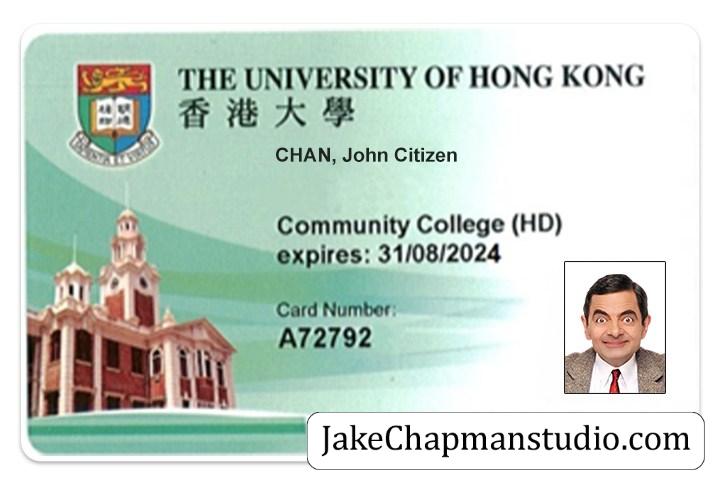 THE UNIVERSITY OF HONG KONG
香港大學
CHAN, John Citizen
Community College (HD)
expires: 31/08/2024
Card Number:
A72792
JakeChapmanstudio.com